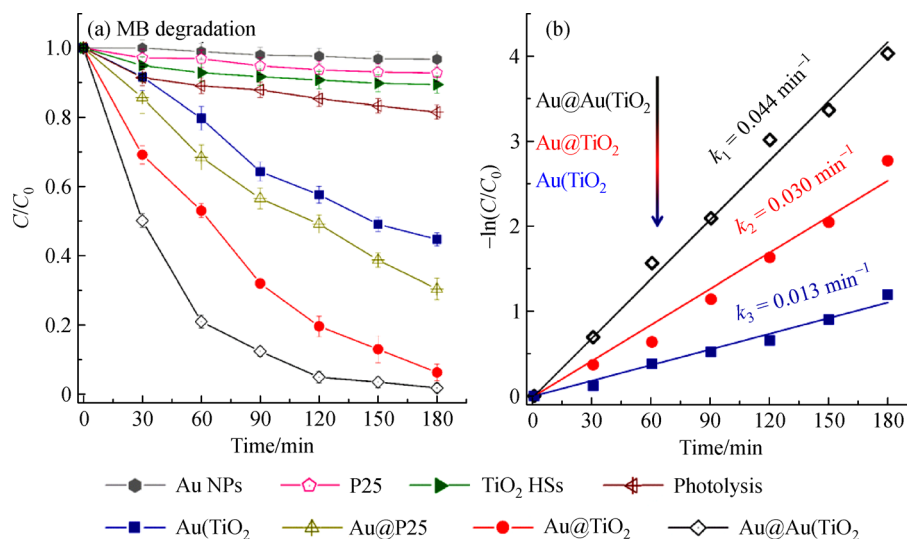 (a) MB degradation
C/C₀
1.0
0.8
0.6
0.4
0.2
0
0 30 60 90 120 150 180
Time/min
(b)
−ln(C/C₀)
4
3
2
1
0
Au@Au(TiO₂
Au@TiO₂
Au(TiO₂
k₁ = 0.044 min⁻¹
k₂ = 0.030 min⁻¹
k₃ = 0.013 min⁻¹
0 30 60 90 120 150 180
Time/min
Au NPs P25 TiO₂ HSs Photolysis
Au(TiO₂ Au@P25 Au@TiO₂ Au@Au(TiO₂